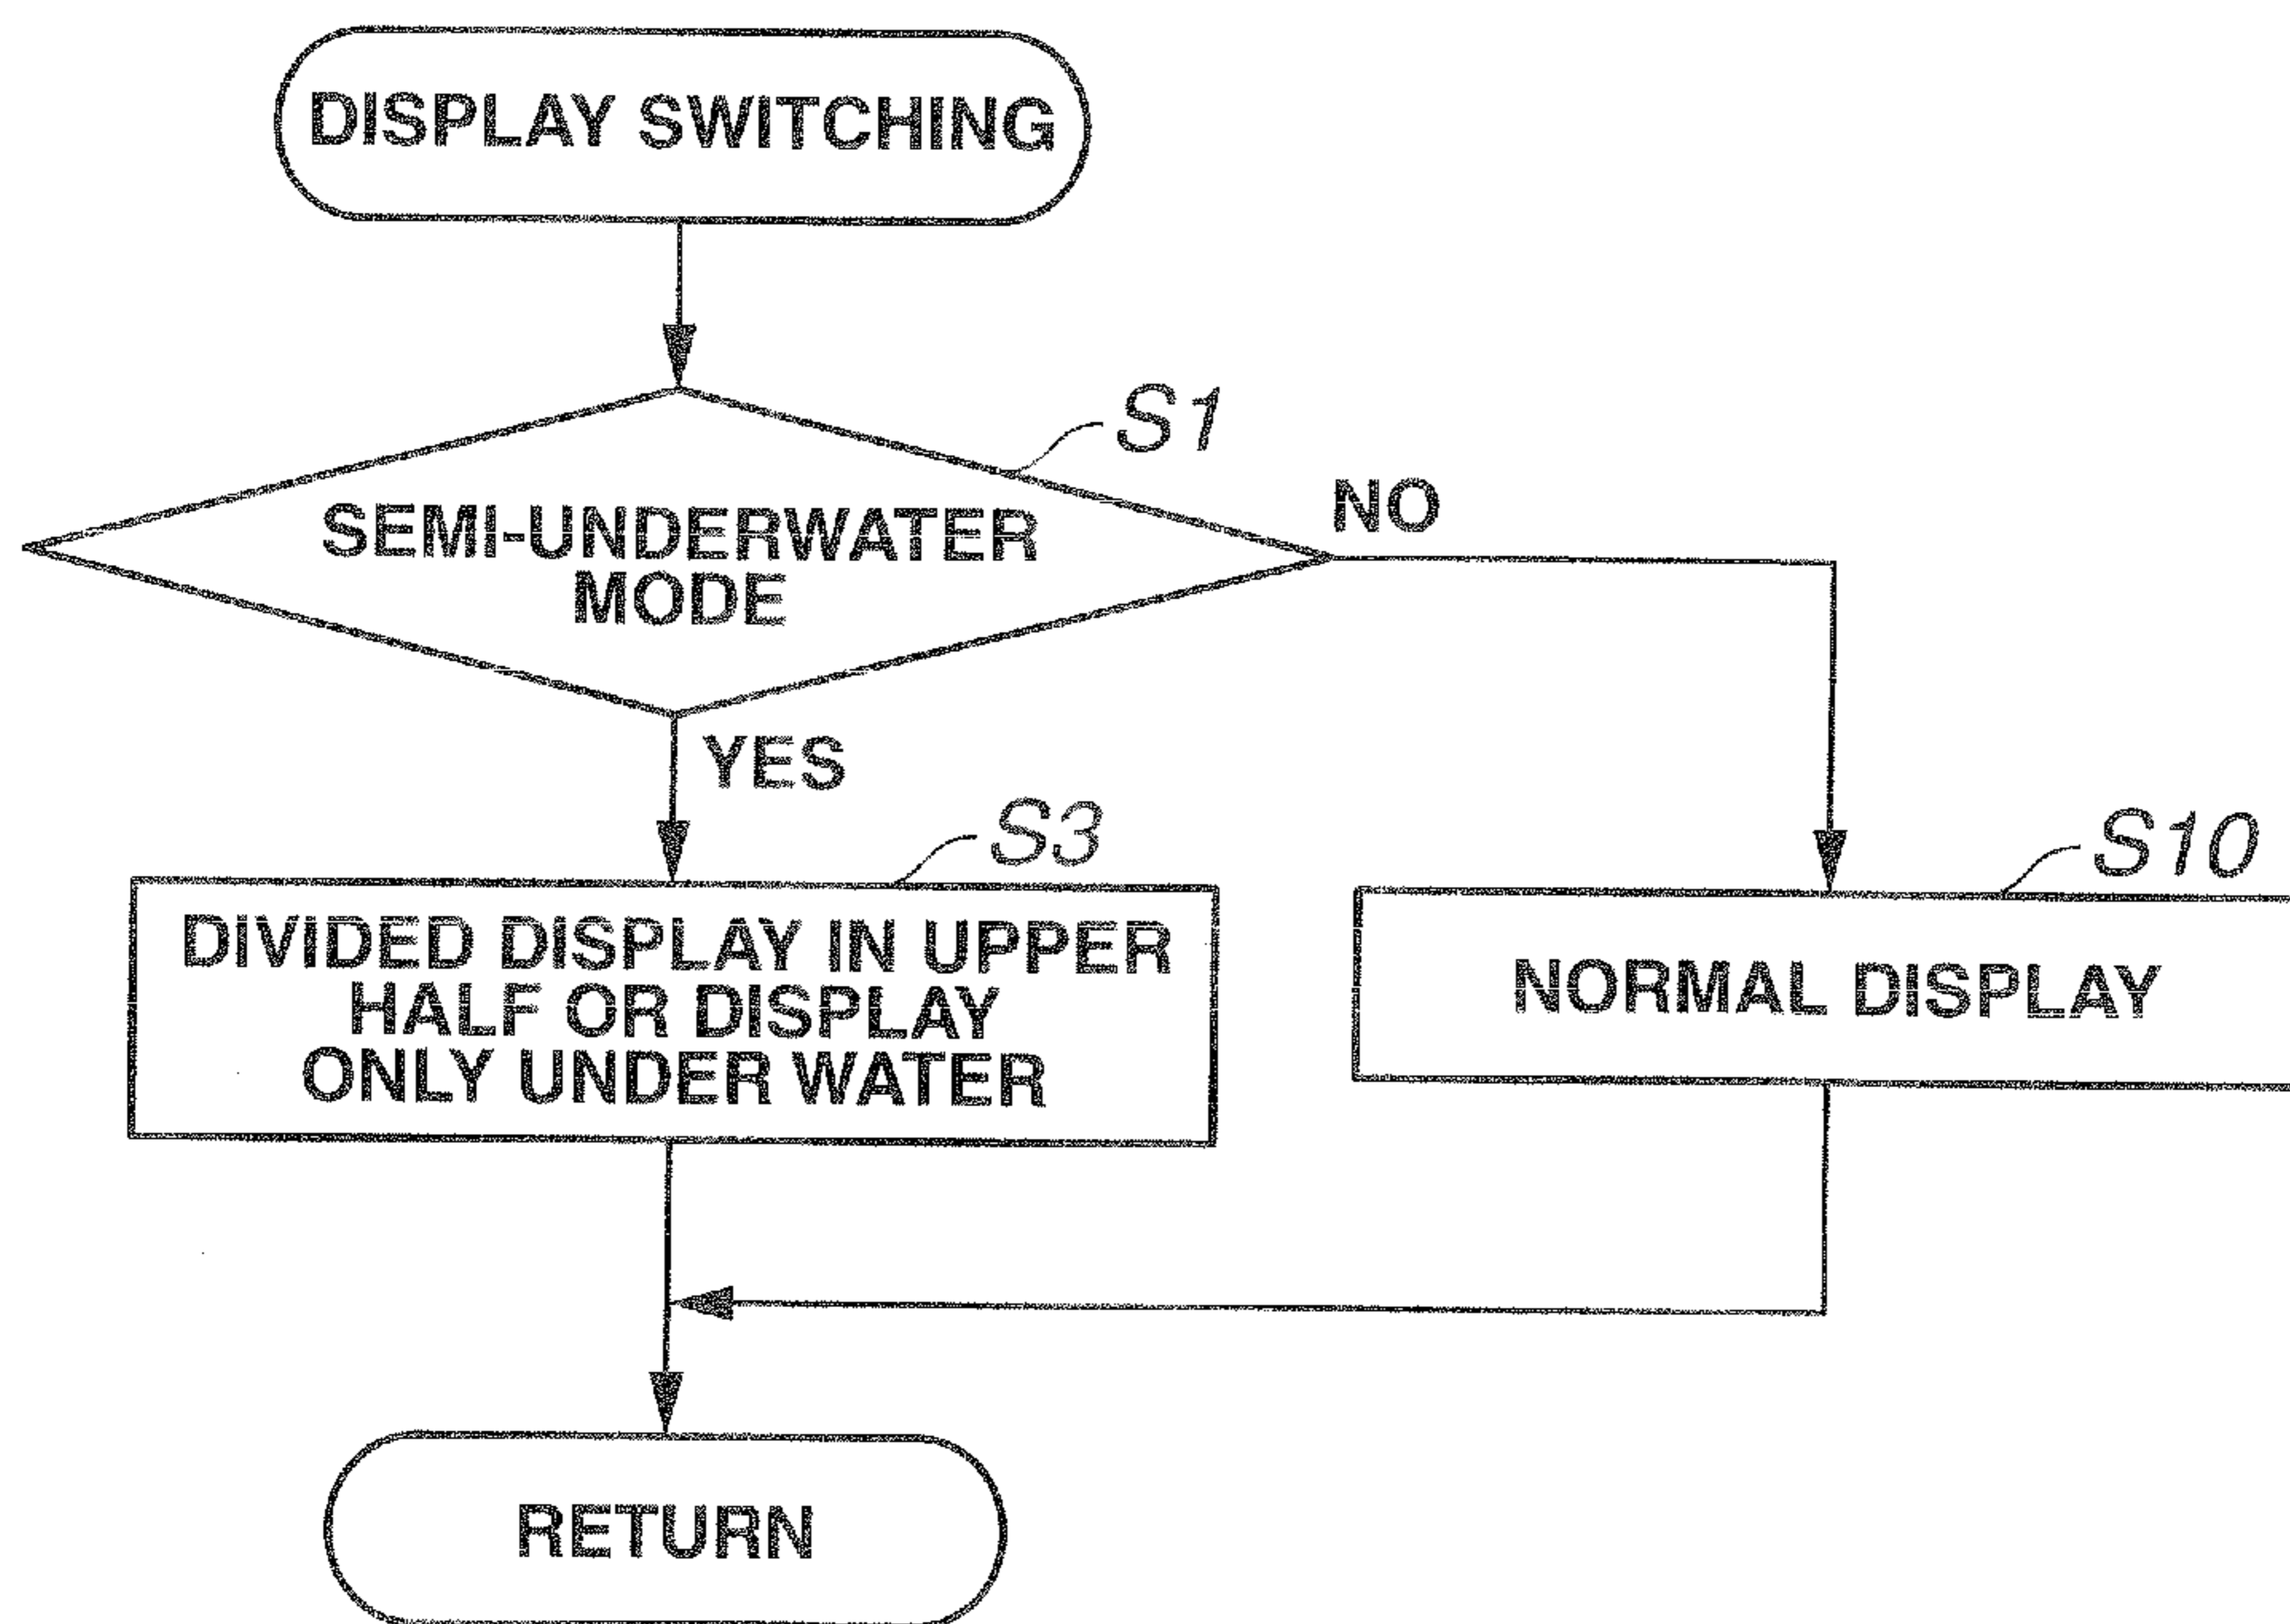 DISPLAY SWITCHING
S1
SEMI-UNDERWATER
MODE
NO
YES
S3
DIVIDED DISPLAY IN UPPER
HALF OR DISPLAY
ONLY UNDER WATER
S10
NORMAL DISPLAY
RETURN